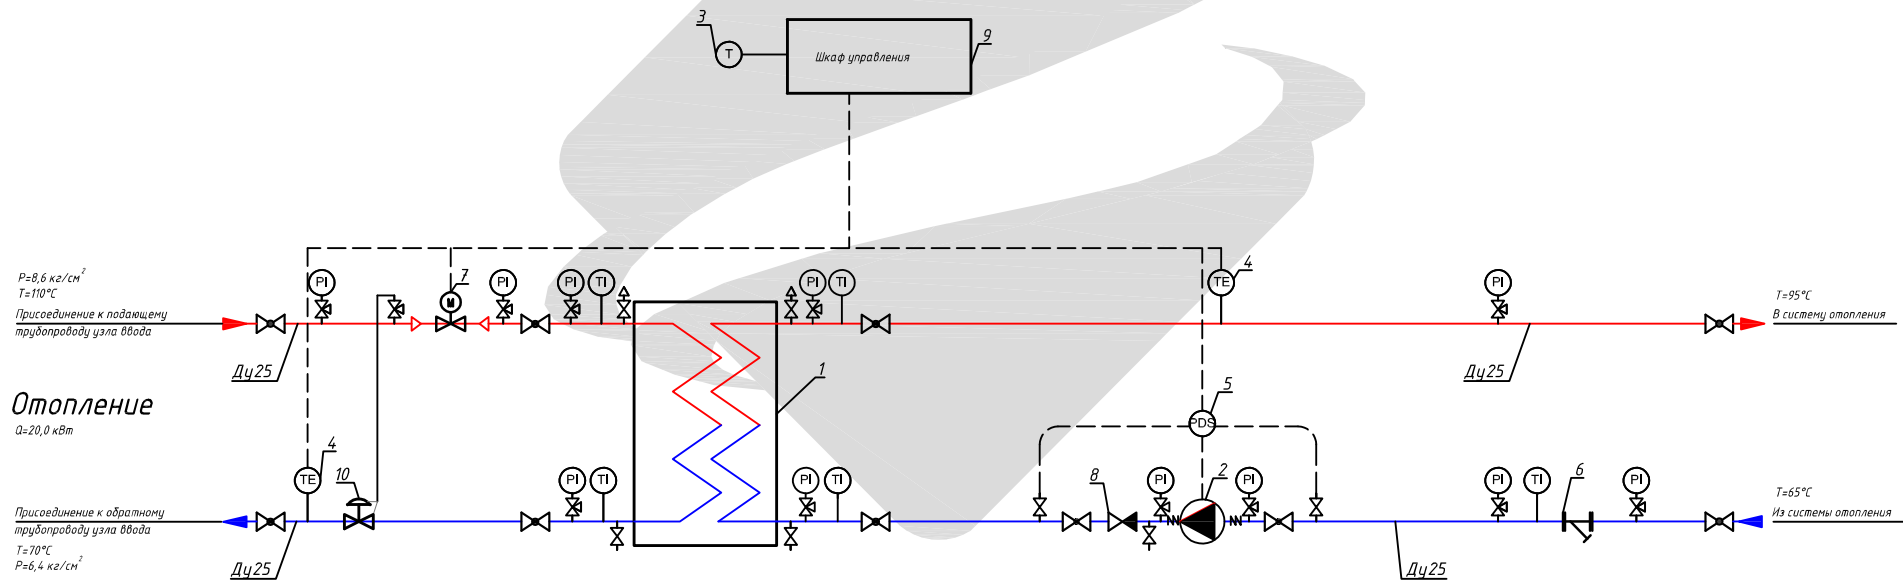 3
T
Шкаф управления
9
P=8,6 кг/см²
T=110°C
Присоединение к подающему
трубопроводу узла ввода
PI
7
M
PI
PI
TI
PI
TI
TE
4
PI
T=95°C
В систему отопления
Ду25
1
Ду25
Отопление
Q=20,0 кВт
5
PDS
TE
4
10
PI
TI
PI
TI
8
PI
2
PI
PI
TI
6
PI
T=65°C
Из системы отопления
Присоединение к обратному
трубопроводу узла ввода
T=70°C
P=6,4 кг/см²
Ду25
Ду25